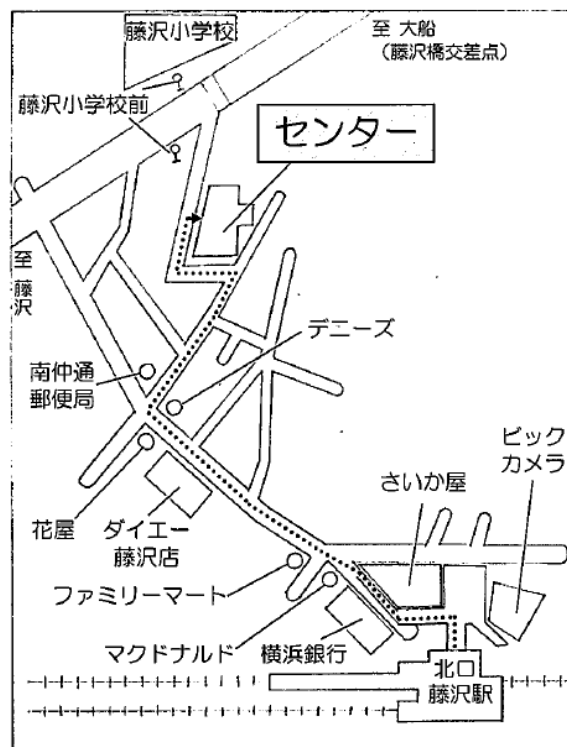 藤沢小学校
至 大船
(藤沢橋交差点)
藤沢小学校前
センター
至 藤沢
デニーズ
南仲通
郵便局
ビック
カメラ
さいか屋
花屋
ダイエー
藤沢店
ファミリーマート
マクドナルド
横浜銀行
北口
藤沢駅